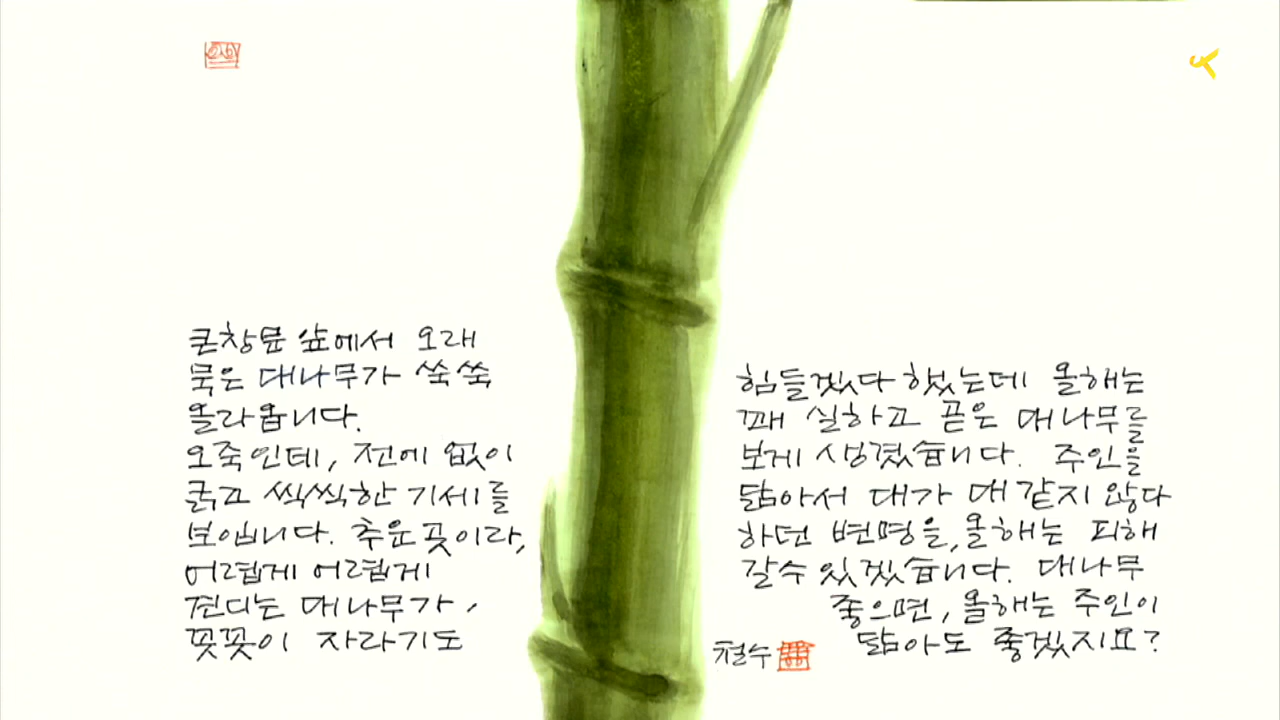 큰창문 앞에서 오래
묵은 대나무가 쑥쑥
올라옵니다.
오죽인데, 전에 없이
굵고 씩씩한 기세를
보이십니다. 추운곳이라,
어렵게 어렵게
견디는 대나무가,
꼿꼿이 자라기도
힘들겠다 했는데 올해는
꽤 실하고 곧은 대나무를
보게 생겼습니다. 주인을
닮아서 대가 대 같지 않다
하던 변명을, 올해는 피해
갈수 있겠습니다. 대나무
좋으면, 올해는 주인이
닮아도 좋겠지요?
철수